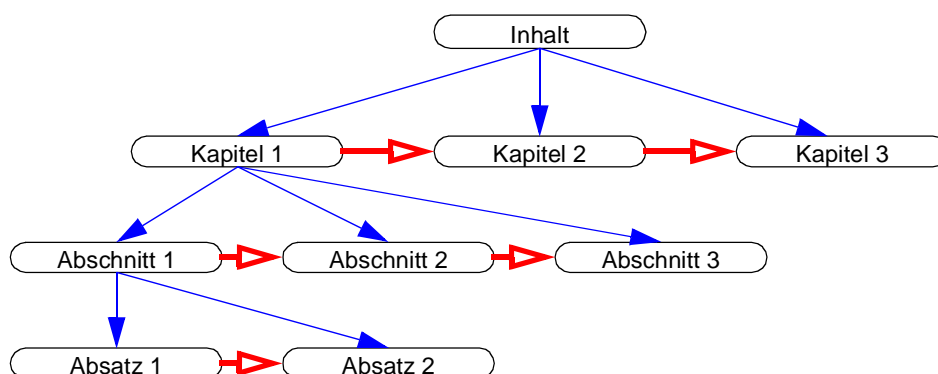 Inhalt
Kapitel 1
Kapitel 2
Kapitel 3
Abschnitt 1
Abschnitt 2
Abschnitt 3
Absatz 1
Absatz 2